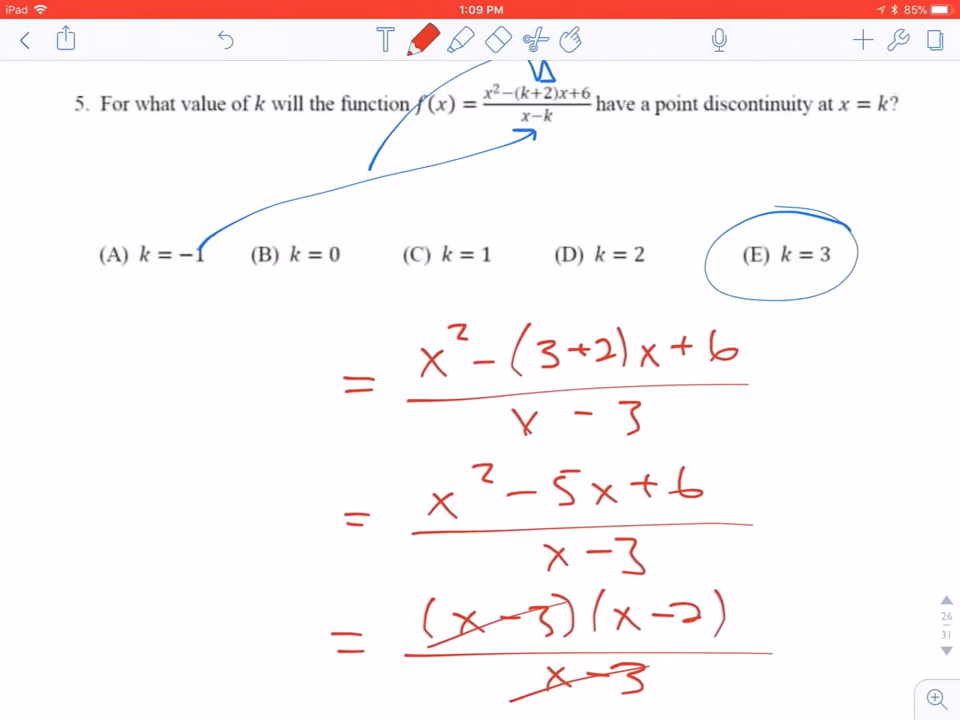 iPad 1:09 PM 85%
T
5. For what value of k will the function f(x) = x²−(k+2)x+6 / x−k have a point discontinuity at x = k?
(A) k = −1 (B) k = 0 (C) k = 1 (D) k = 2 (E) k = 3
= x² − (3+2)x + 6 / x − 3
= x² − 5x + 6 / x − 3
= (x − 3)(x − 2) / x − 3
26
31